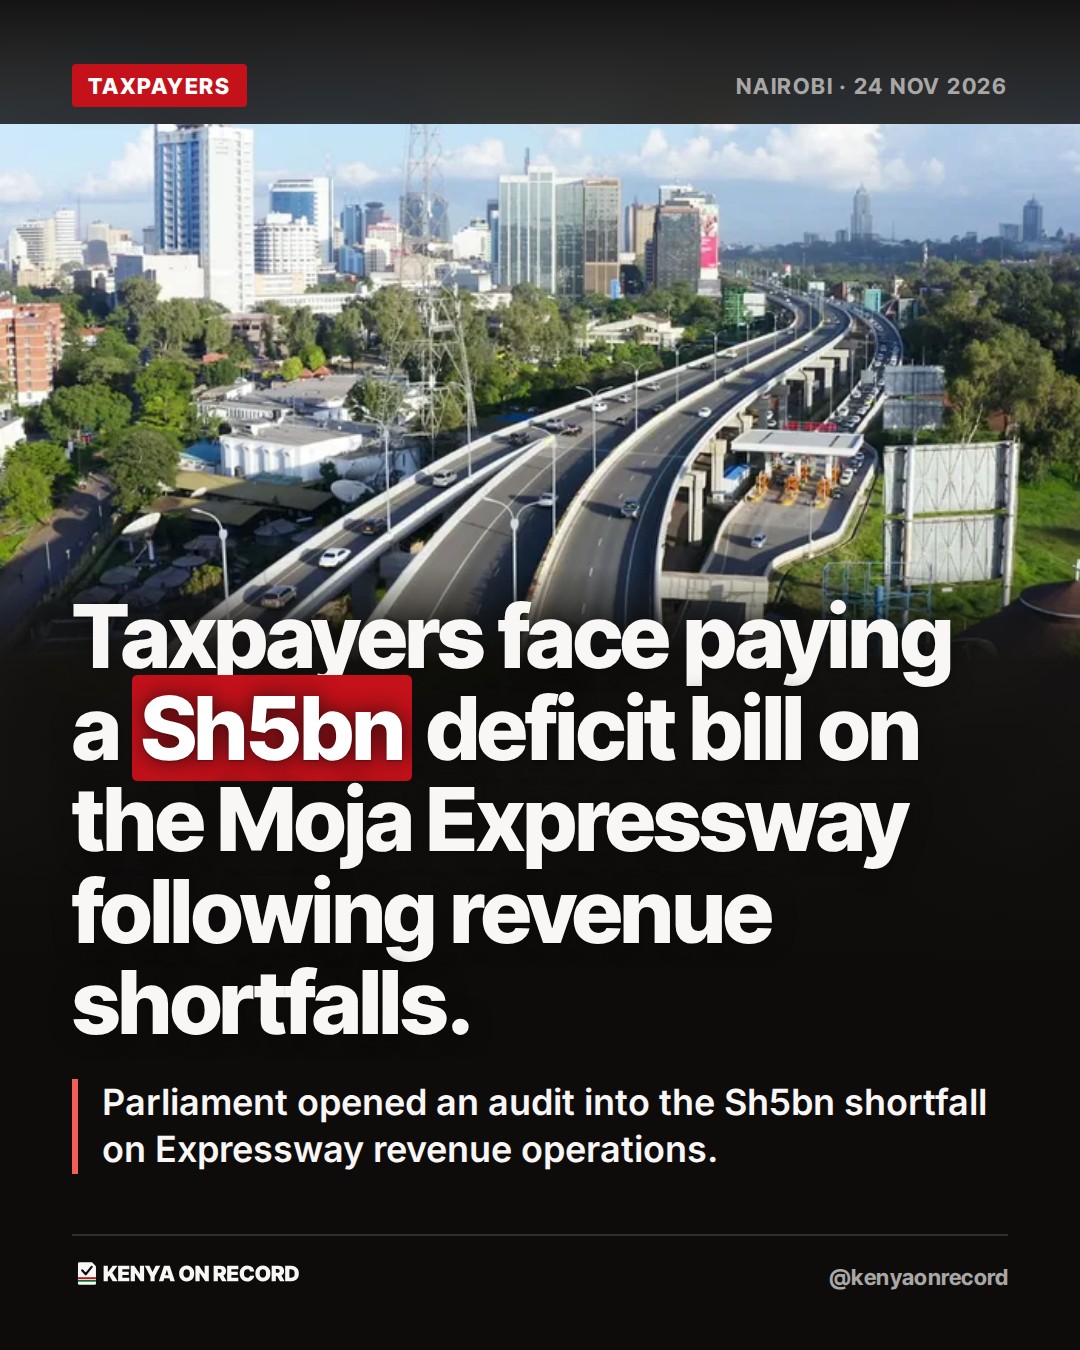 TAXPAYERS
NAIROBI · 24 NOV 2026
Taxpayers face paying
a Sh5bn deficit bill on
the Moja Expressway
following revenue
shortfalls.
Parliament opened an audit into the Sh5bn shortfall
on Expressway revenue operations.
KENYA ON RECORD
@kenyaonrecord